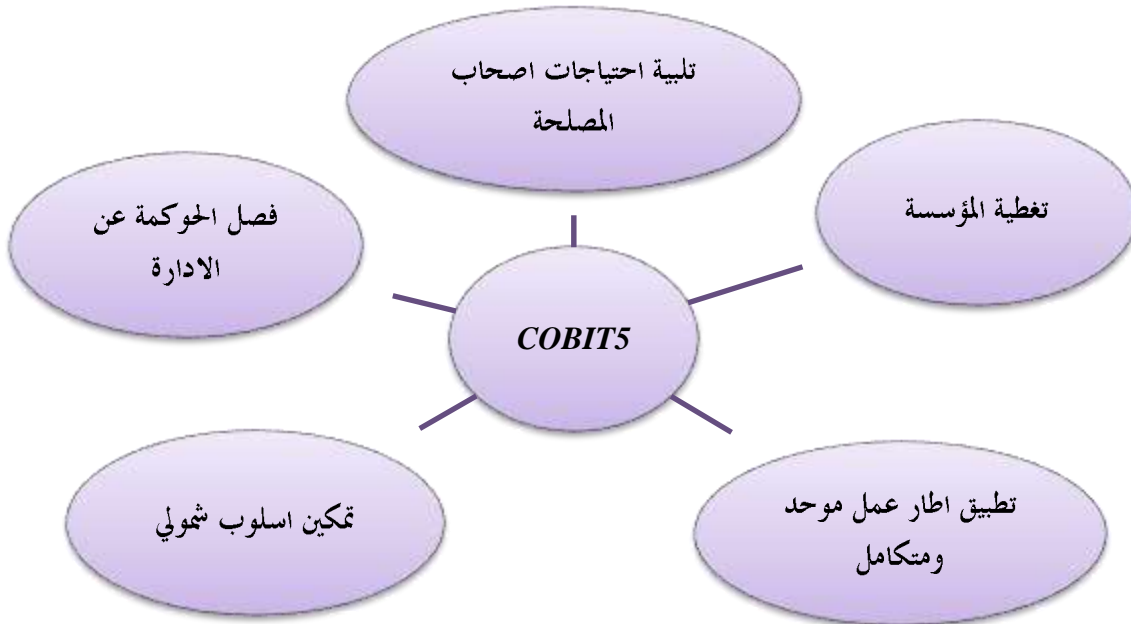 تلبية احتياجات اصحاب
المصلحة
تغطية المؤسسة
فصل الحوكمة عن
الادارة
COBIT5
تطبيق اطار عمل موحد
ومتكامل
تمكين اسلوب شمولي